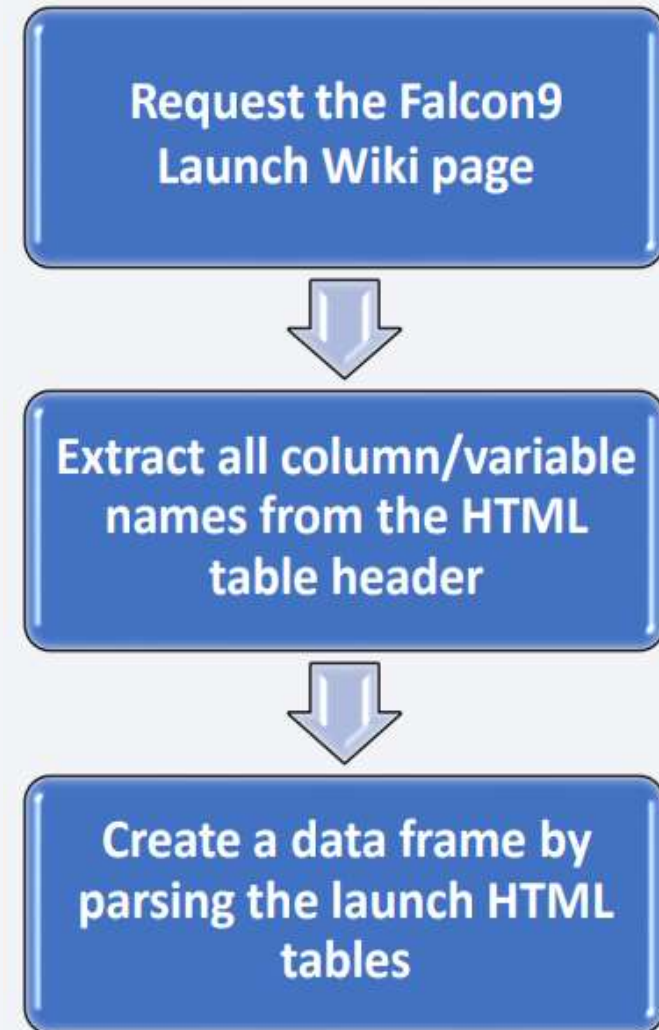 Request the Falcon9
Launch Wiki page
Extract all column/variable
names from the HTML
table header
Create a data frame by
parsing the launch HTML
tables